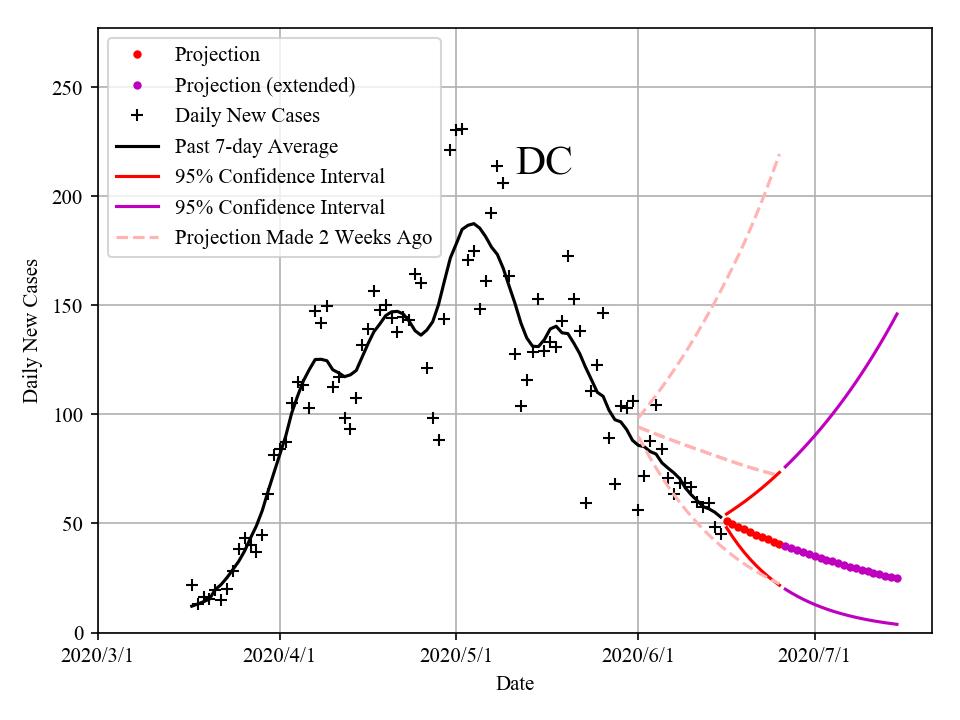 Projection
Projection (extended)
Daily New Cases
Past 7-day Average
95% Confidence Interval
95% Confidence Interval
Projection Made 2 Weeks Ago
DC
250
200
150
100
50
0
Daily New Cases
2020/3/1 2020/4/1 2020/5/1 2020/6/1 2020/7/1
Date